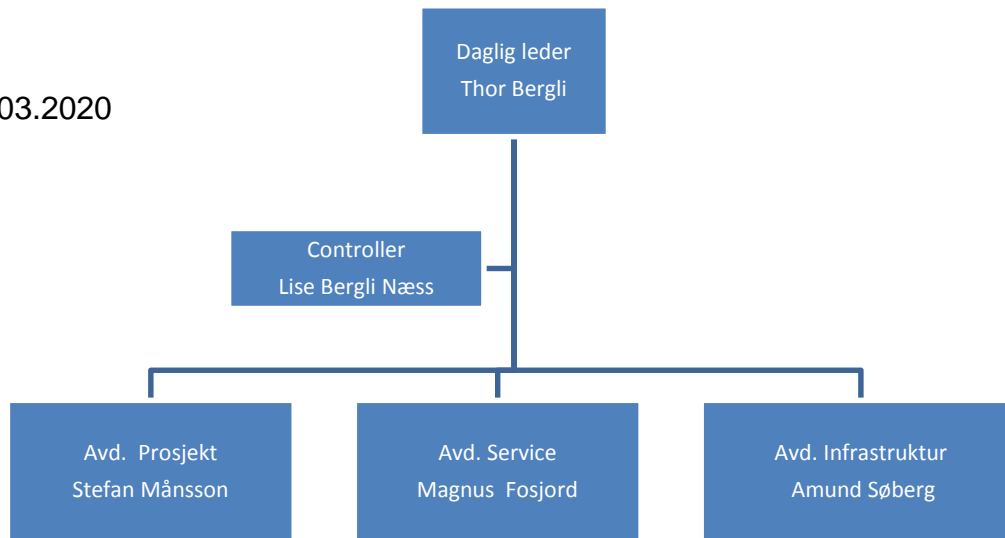 Daglig leder
Thor Bergli
03.2020
Controller
Lise Bergli Næss
Avd. Prosjekt
Stefan Månsson
Avd. Service
Magnus Fosjord
Avd. Infrastruktur
Amund Søberg